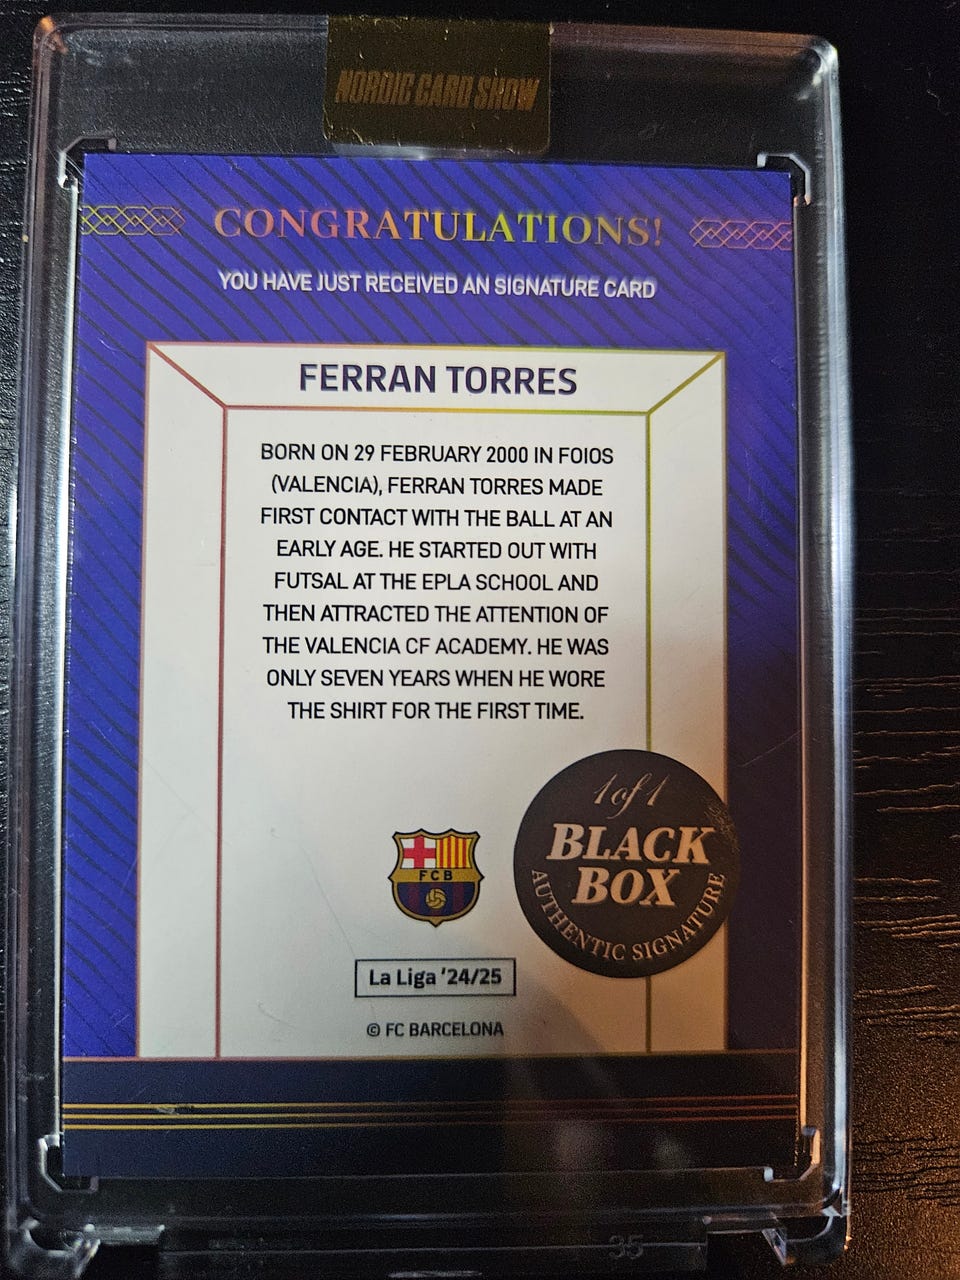 NORDIC CARD SHOW
CONGRATULATIONS!
YOU HAVE JUST RECEIVED AN SIGNATURE CARD
FERRAN TORRES
BORN ON 29 FEBRUARY 2000 IN FOIOS
(VALENCIA), FERRAN TORRES MADE
FIRST CONTACT WITH THE BALL AT AN
EARLY AGE. HE STARTED OUT WITH
FUTSAL AT THE EPLA SCHOOL AND
THEN ATTRACTED THE ATTENTION OF
THE VALENCIA CF ACADEMY. HE WAS
ONLY SEVEN YEARS WHEN HE WORE
THE SHIRT FOR THE FIRST TIME.
1 of 1
BLACK
BOX
AUTHENTIC SIGNATURE
FCB
La Liga '24/25
© FC BARCELONA
35